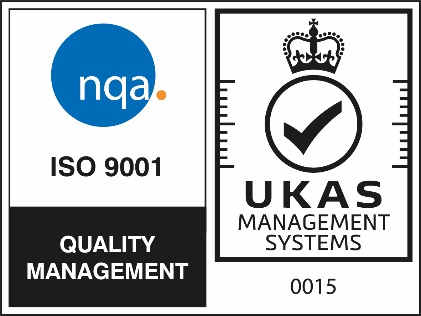 nqa.
ISO 9001
QUALITY
MANAGEMENT
UKAS
MANAGEMENT
SYSTEMS
0015